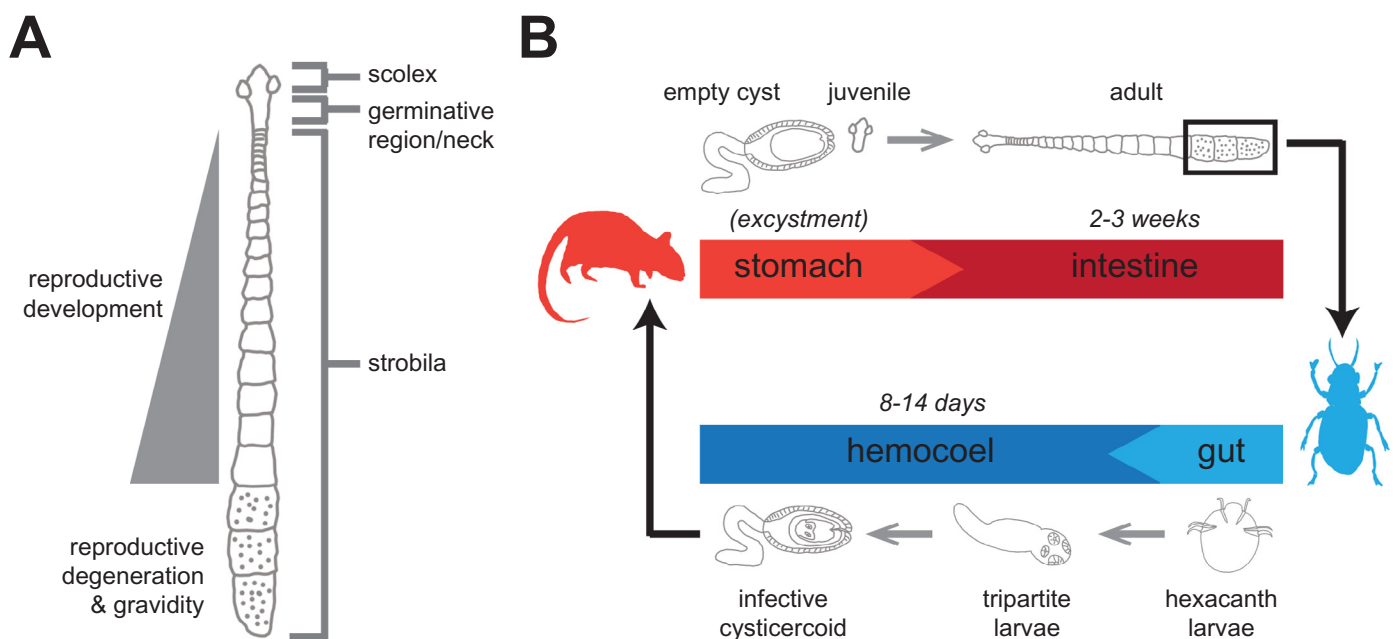 A
scolex
germinative
region/neck
reproductive
development
strobila
reproductive
degeneration
& gravidity
B
empty cyst
juvenile
adult
(excystment)
2-3 weeks
stomach
intestine
8-14 days
hemocoel
gut
infective
cysticercoid
tripartite
larvae
hexacanth
larvae